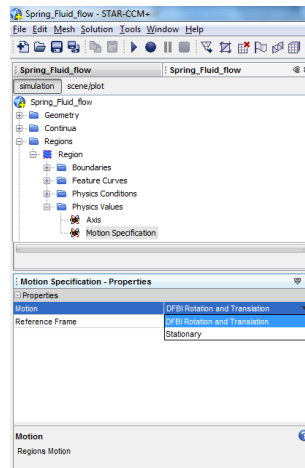 Spring_Fluid_flow - STAR-CCM+
File Edit Mesh Solution Tools Window Help
Spring_Fluid_flow Spring_Fluid_flow
simulation scene/plot
Spring_Fluid_flow
Geometry
Continua
Regions
Region
Boundaries
Feature Curves
Physics Conditions
Physics Values
Axis
Motion Specification
Motion Specification - Properties
Properties
Motion DFBI Rotation and Translation
DFBI Rotation and Translation
Reference Frame
Stationary
Motion
Regions Motion